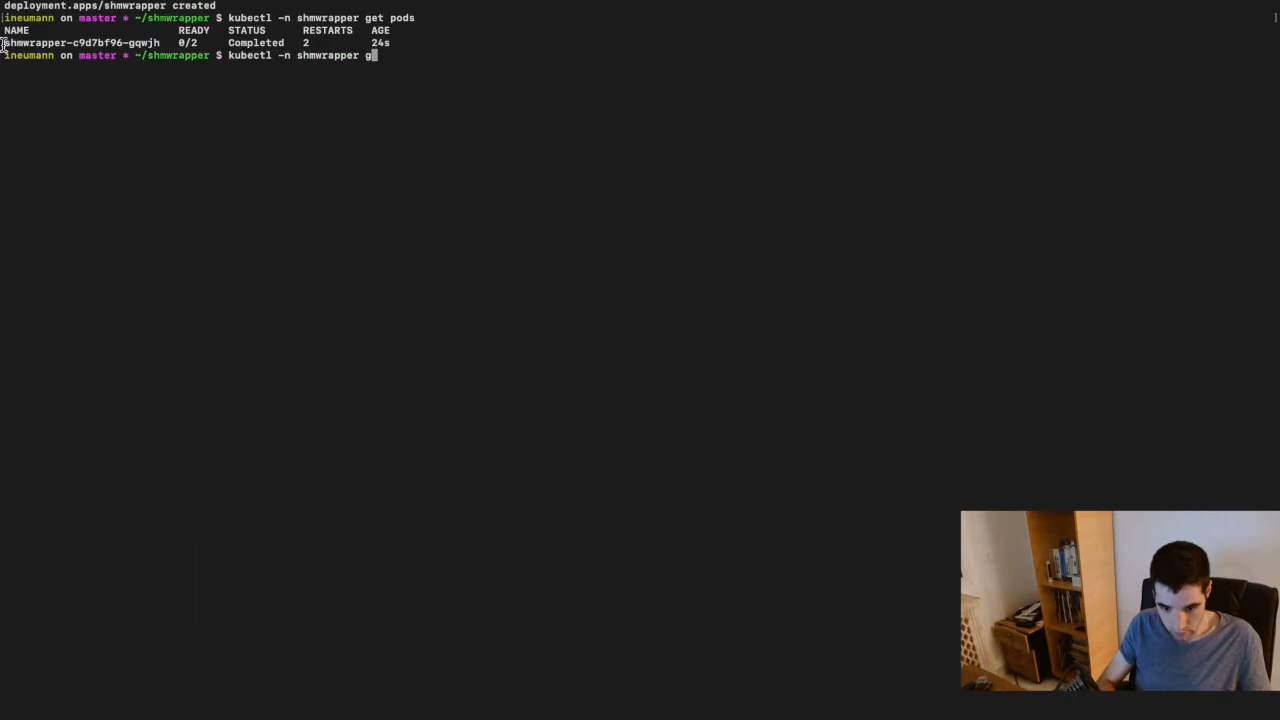 deployment.apps/shmwrapper created
ineumann on master * ~/shmwrapper $ kubectl -n shmwrapper get pods
NAME READY STATUS RESTARTS AGE
shmwrapper-c9d7bf96-gqwjh 0/2 Completed 2 24s
ineumann on master * ~/shmwrapper $ kubectl -n shmwrapper g